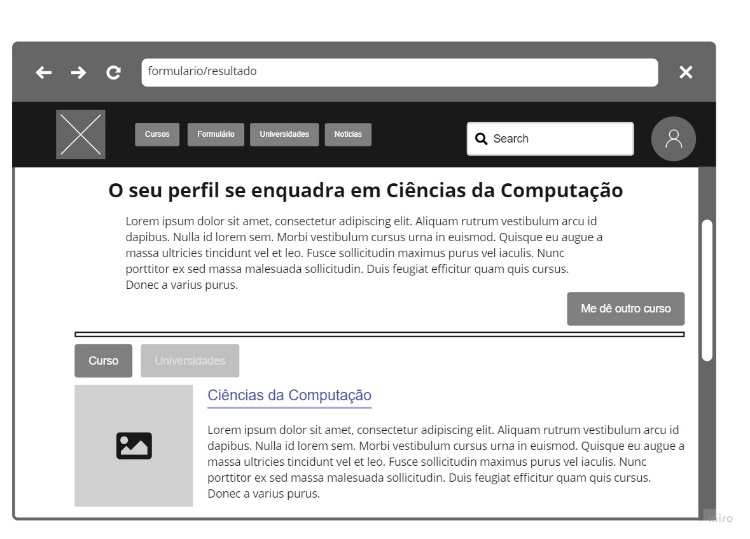 formulario/resultado
Cursos
Formulário
Universidades
Noticias
Search
O seu perfil se enquadra em Ciências da Computação
Lorem ipsum dolor sit amet, consectetur adipiscing elit. Aliquam rutrum vestibulum arcu id
dapibus. Nulla id lorem sem. Morbi vestibulum cursus urna in euismod. Quisque eu augue a
massa ultricies tincidunt vel et leo. Fusce sollicitudin maximus purus vel iaculis. Nunc
porttitor ex sed massa malesuada sollicitudin. Duis feugiat efficitur quam quis cursus.
Donec a varius purus.
Me dê outro curso
Curso
Universidades
Ciências da Computação
Lorem ipsum dolor sit amet, consectetur adipiscing elit. Aliquam rutrum vestibulum arcu id
dapibus. Nulla id lorem sem. Morbi vestibulum cursus urna in euismod. Quisque eu augue a
massa ultricies tincidunt vel et leo. Fusce sollicitudin maximus purus vel iaculis. Nunc
porttitor ex sed massa malesuada sollicitudin. Duis feugiat efficitur quam quis cursus.
Donec a varius purus.
miro